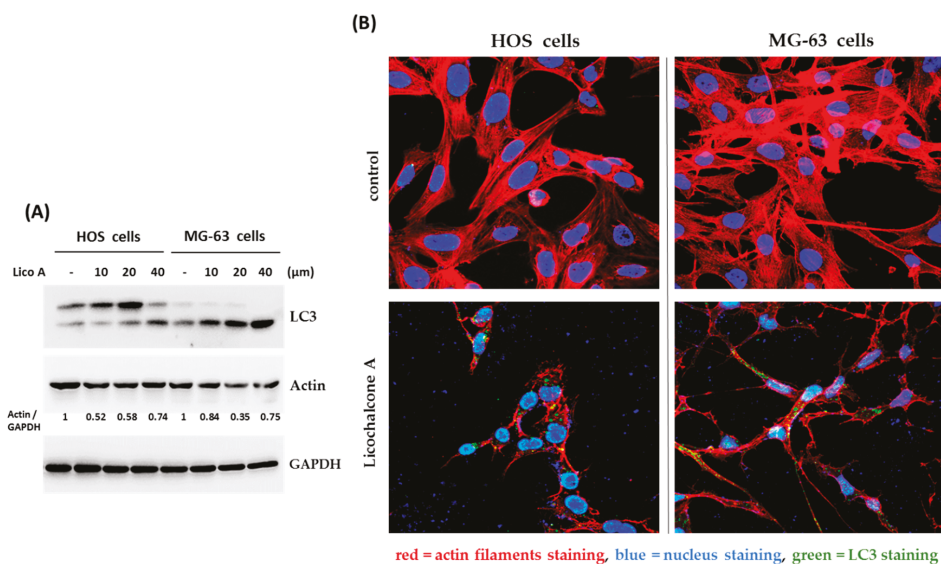 (A)
HOS cells MG-63 cells
Lico A - 10 20 40 - 10 20 40 (μm)
LC3
Actin
Actin /
GAPDH
1 0.52 0.58 0.74 1 0.84 0.35 0.75
GAPDH
(B)
HOS cells MG-63 cells
control
Licochalcone A
red = actin filaments staining, blue = nucleus staining, green = LC3 staining